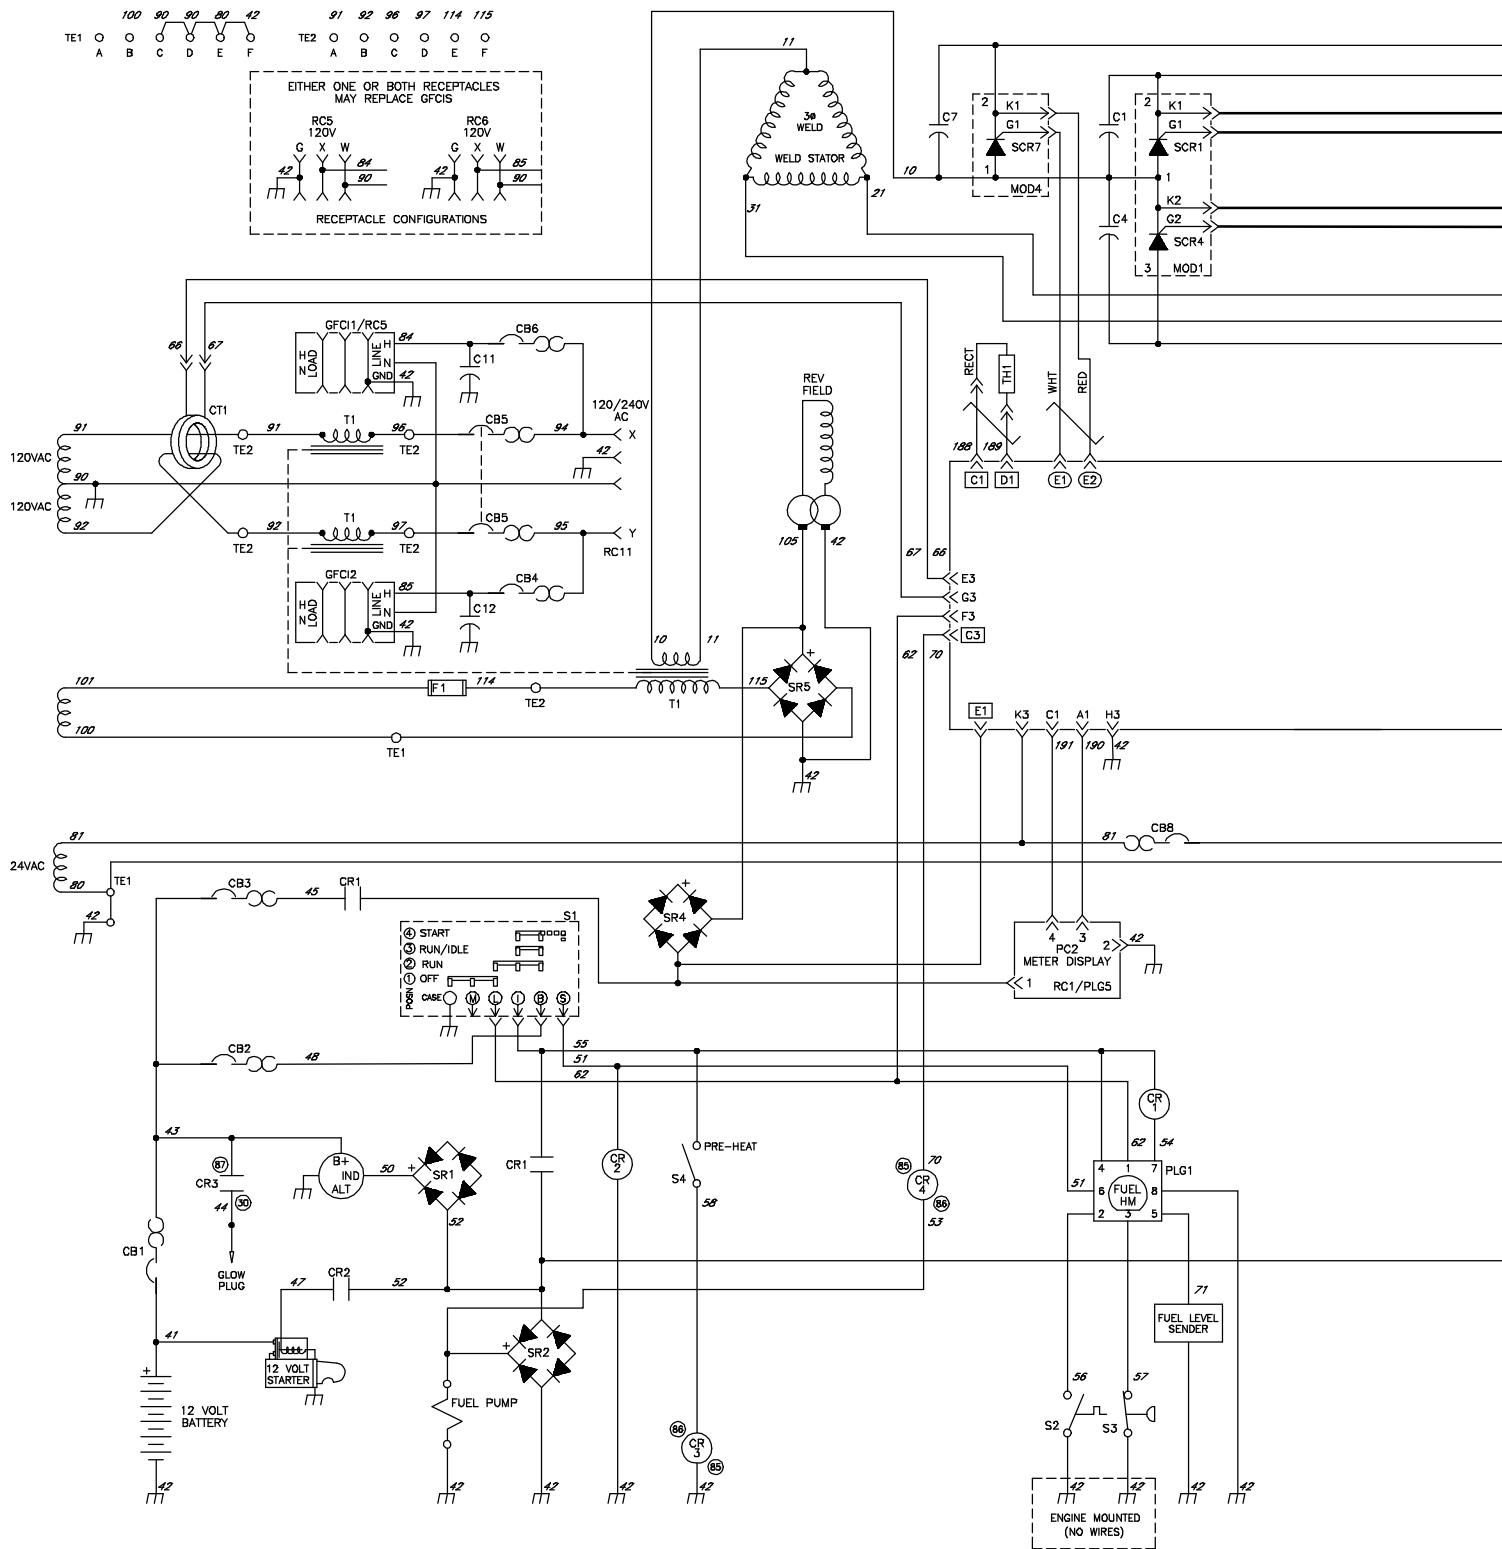 100 90 90 80 42
TE1
A B C D E F
91 92 96 97 114 115
TE2
A B C D E F
EITHER ONE OR BOTH RECEPTACLES
MAY REPLACE GFCIS
RC5
120V
G X W
42
84
90
RC6
120V
G X W
42
85
90
RECEPTACLE CONFIGURATIONS
11
3ø
WELD
WELD STATOR
31
21
10
C7
2
K1
G1
SCR7
1
MOD4
C1
2
K1
G1
SCR1
1
C4
K2
G2
SCR4
3
MOD1
66
67
CT1
GFCI1/RC5
H
N
LOAD
LINE
H
N
GND
84
42
C11
CB6
120VAC
120VAC
91
90
92
91
TE2
T1
96
TE2
CB5
94
120/240V
AC
X
42
92
TE2
T1
97
TE2
CB5
95
Y
RC11
GFCI2
H
N
LOAD
LINE
H
N
GND
85
42
C12
CB4
REV
FIELD
105
42
RECT
TH1
WHT
RED
188
189
C1
D1
E1
E2
67
66
E3
G3
F3
C3
62
70
10
11
T1
101
100
F1
114
TE2
TE1
115
SR5
+
42
E1
K3
C1
A1
H3
191
190
42
24VAC
81
80
TE1
42
81
CB8
CB3
45
CR1
SR4
+
S1
4 START
3 RUN/IDLE
2 RUN
1 OFF
POSN
CASE
M L I B S
4
3
PC2
METER DISPLAY
2
42
1
RC1/PLG5
CB2
48
55
51
62
43
87
CR3
30
44
GLOW
PLUG
B+
IND
ALT
50
+
SR1
52
CR1
CR
2
PRE-HEAT
S4
58
85
70
CR
4
86
53
CR
1
62
54
PLG1
4 1 7
51
6
FUEL
HM
8
2 3 5
71
FUEL LEVEL
SENDER
CB1
47
CR2
52
41
12 VOLT
STARTER
+
12 VOLT
BATTERY
42
+
SR2
FUEL PUMP
42
42
42
86
CR
3
85
42
56
S2
57
S3
42
42
42
42
ENGINE MOUNTED
(NO WIRES)